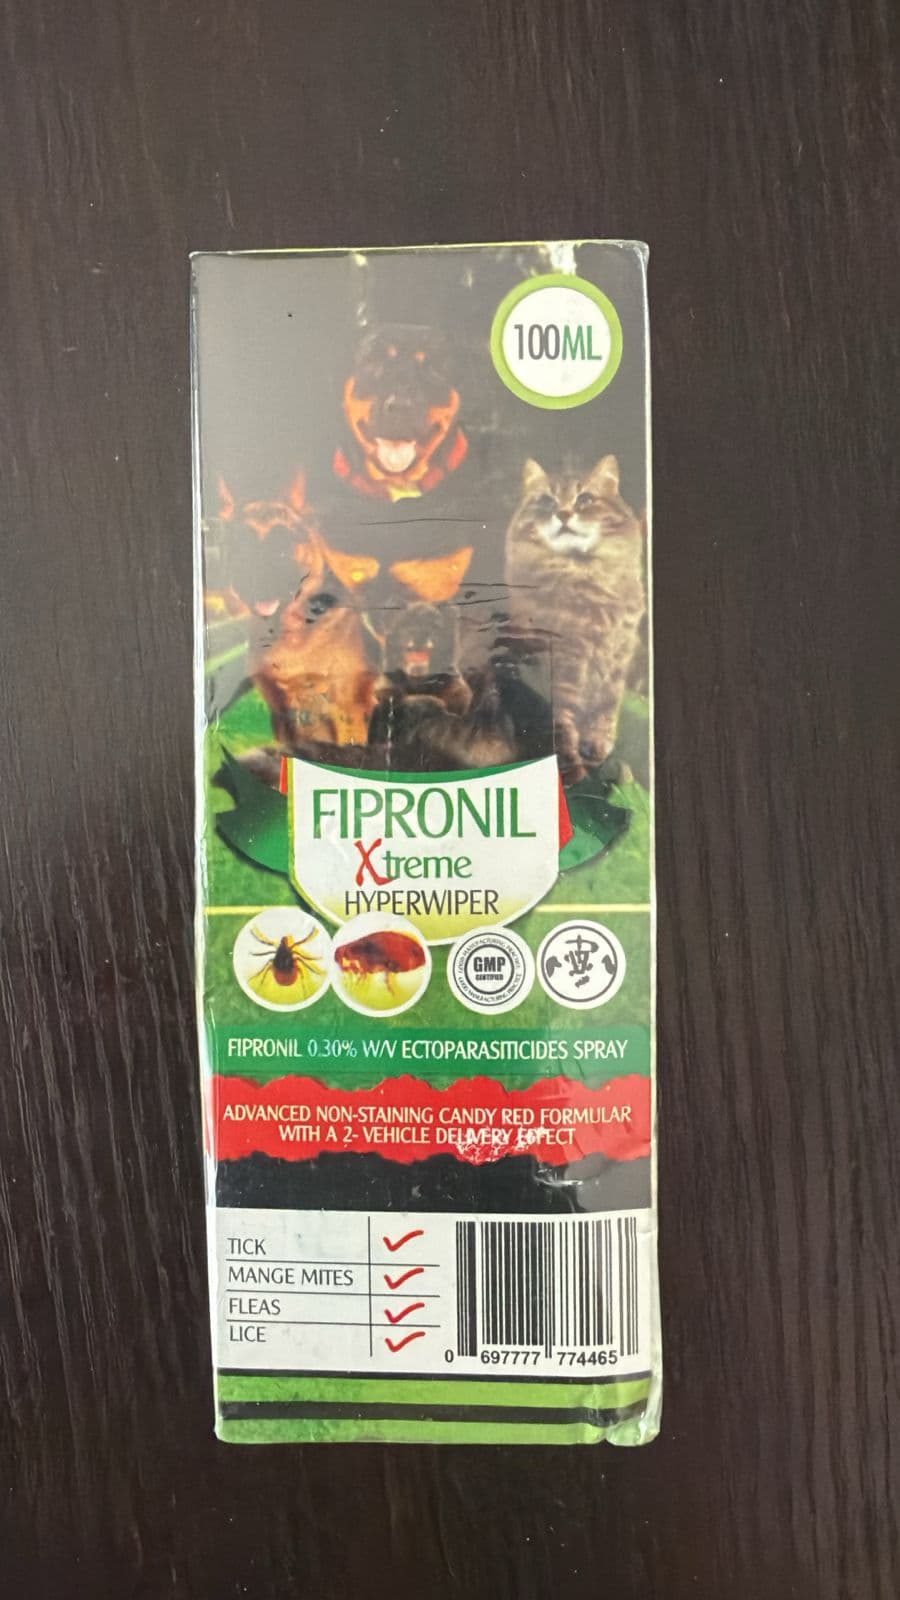 100ML
FIPRONIL
Xtreme
HYPERWIPER
GMP
CERTIFIED
FIPRONIL 0.30% W/V ECTOPARASITICIDES SPRAY
ADVANCED NON-STAINING CANDY RED FORMULAR
WITH A 2- VEHICLE DELIVERY EFFECT
TICK
MANGE MITES
FLEAS
LICE
0 697777 774465